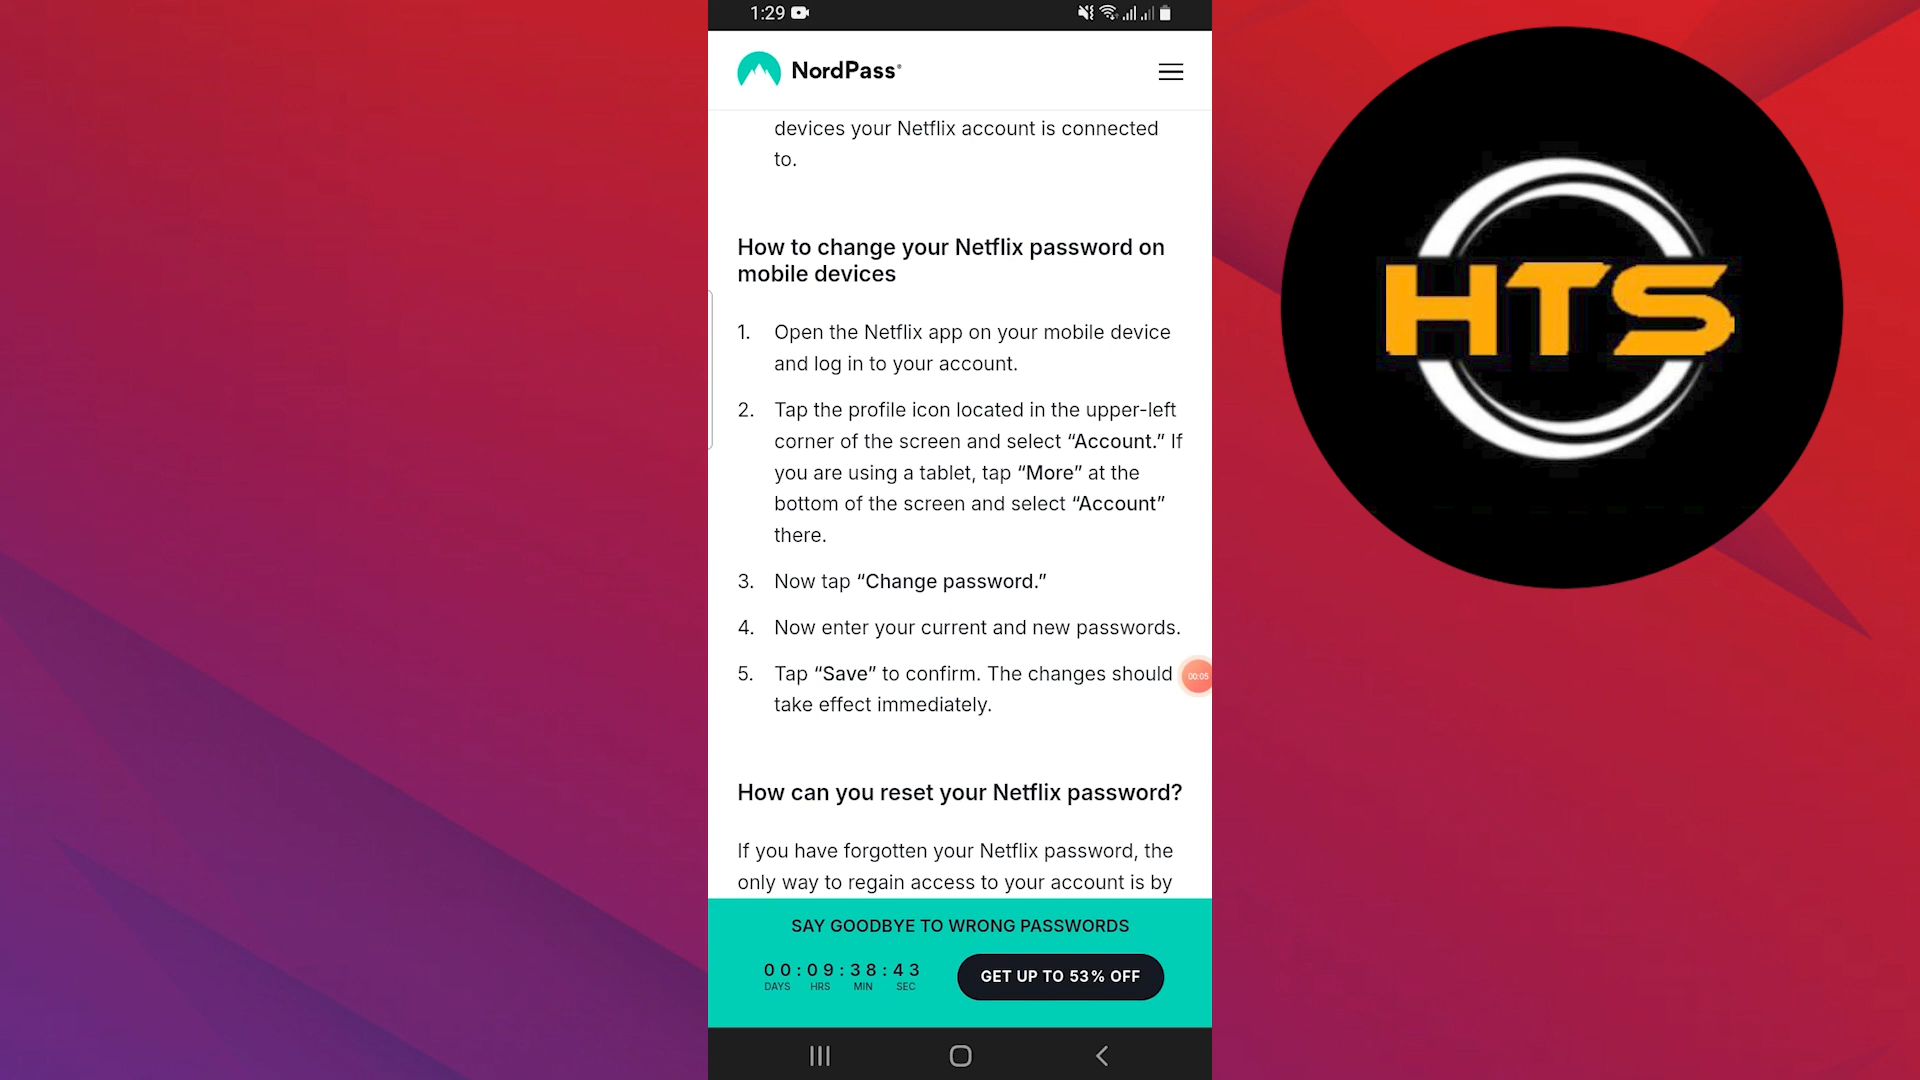 1:29
NordPass®
devices your Netflix account is connected
to.
How to change your Netflix password on
mobile devices
1. Open the Netflix app on your mobile device
and log in to your account.
2. Tap the profile icon located in the upper-left
corner of the screen and select “Account.” If
you are using a tablet, tap “More” at the
bottom of the screen and select “Account”
there.
3. Now tap “Change password.”
4. Now enter your current and new passwords.
5. Tap “Save” to confirm. The changes should
take effect immediately.
00:05
How can you reset your Netflix password?
If you have forgotten your Netflix password, the
only way to regain access to your account is by
SAY GOODBYE TO WRONG PASSWORDS
00:09:38:43
DAYS HRS MIN SEC
GET UP TO 53% OFF
HTS